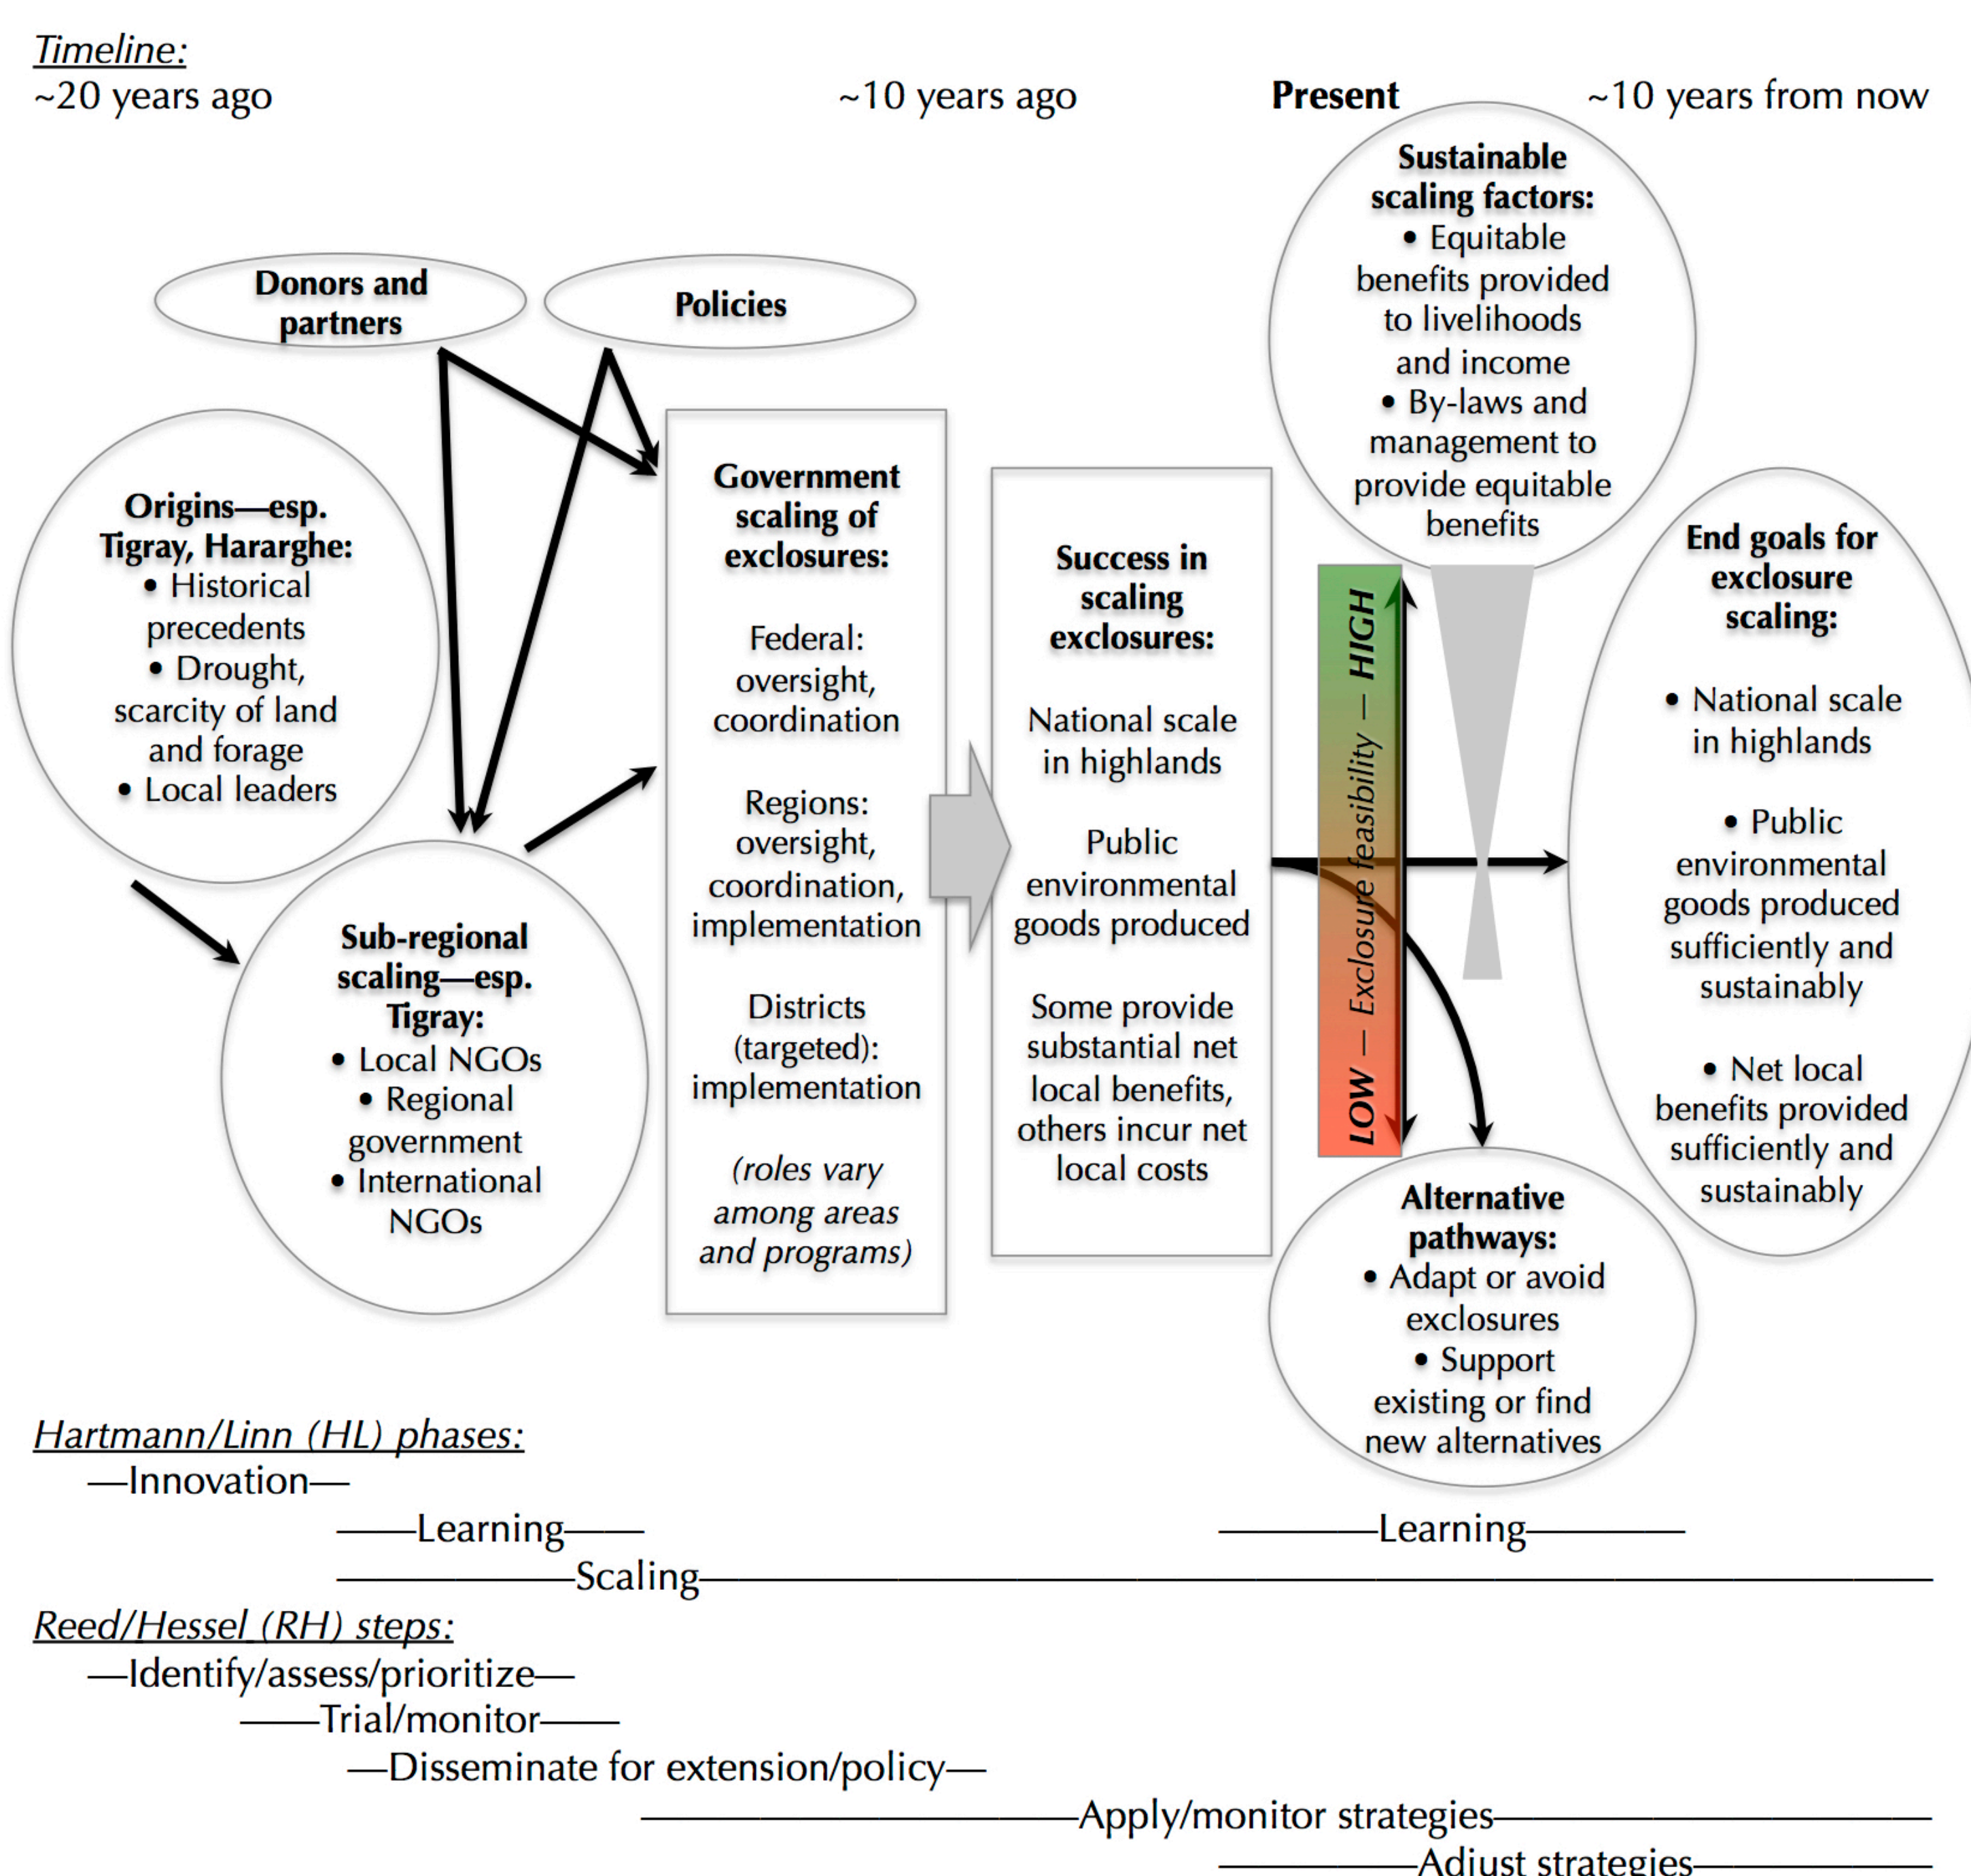 Timeline:
~20 years ago
~10 years ago
Present
~10 years from now
Donors and
partners
Policies
Origins—esp.
Tigray, Hararghe:
• Historical
precedents
• Drought,
scarcity of land
and forage
• Local leaders
Sub-regional
scaling—esp.
Tigray:
• Local NGOs
• Regional
government
• International
NGOs
Government
scaling of
exclosures:
Federal:
oversight,
coordination
Regions:
oversight,
coordination,
implementation
Districts
(targeted):
implementation
(roles vary
among areas
and programs)
Success in
scaling
exclosures:
National scale
in highlands
Public
environmental
goods produced
Some provide
substantial net
local benefits,
others incur net
local costs
LOW — Exclosure feasibility — HIGH
Sustainable
scaling factors:
• Equitable
benefits provided
to livelihoods
and income
• By-laws and
management to
provide equitable
benefits
Alternative
pathways:
• Adapt or avoid
exclosures
• Support
existing or find
new alternatives
End goals for
exclosure
scaling:
• National scale
in highlands
• Public
environmental
goods produced
sufficiently and
sustainably
• Net local
benefits provided
sufficiently and
sustainably
Hartmann/Linn (HL) phases:
—Innovation—
——Learning—— ————Learning————
——————Scaling——————————————————————————————
Reed/Hessel (RH) steps:
—Identify/assess/prioritize—
——Trial/monitor——
—Disseminate for extension/policy—
———————————Apply/monitor strategies———————————
—————Adjust strategies——————